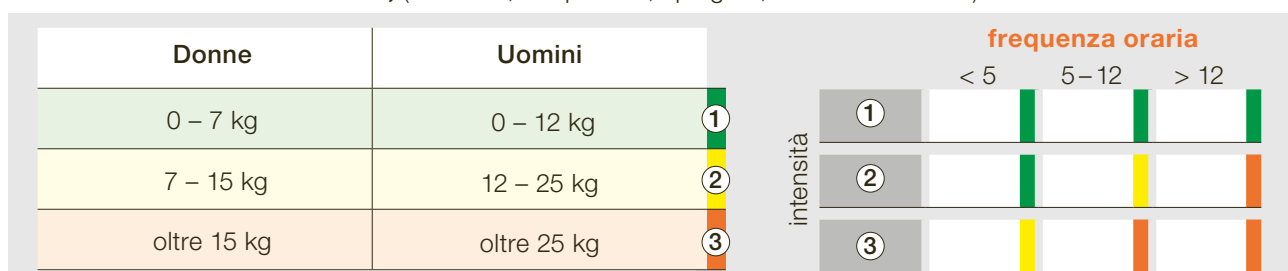 Donne Uomini
0 – 7 kg 0 – 12 kg 1
7 – 15 kg 12 – 25 kg 2
oltre 15 kg oltre 25 kg 3
frequenza oraria
< 5 5 – 12 > 12
intensità
1
2
3